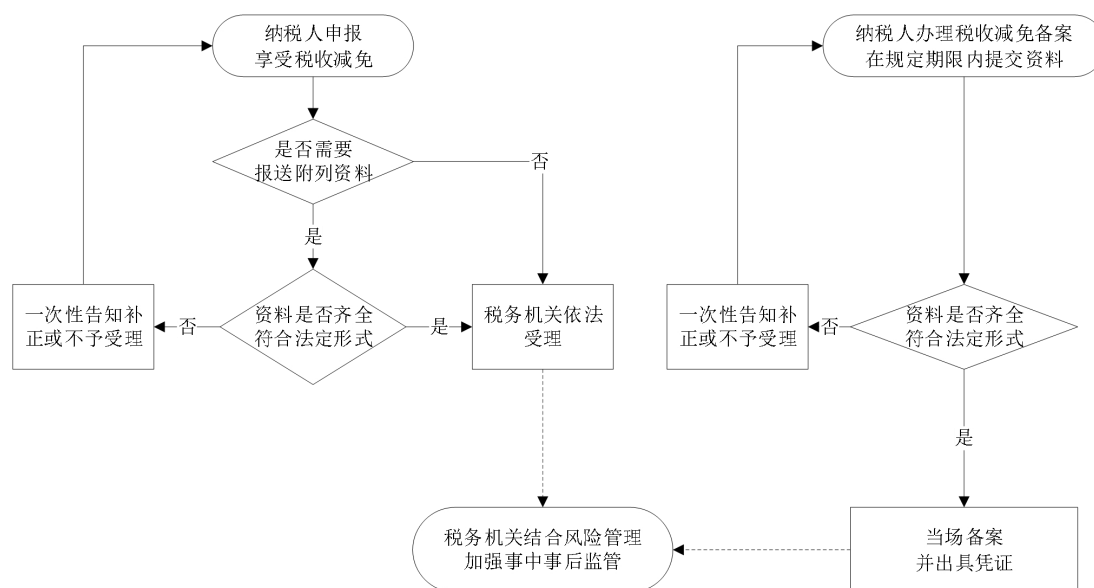 纳税人申报
享受税收减免
是否需要
报送附列资料
否
是
一次性告知补
正或不予受理
否
资料是否齐全
符合法定形式
是
税务机关依法
受理
纳税人办理税收减免备案
在规定期限内提交资料
一次性告知补
正或不予受理
否
资料是否齐全
符合法定形式
是
税务机关结合风险管理
加强事中事后监管
当场备案
并出具凭证